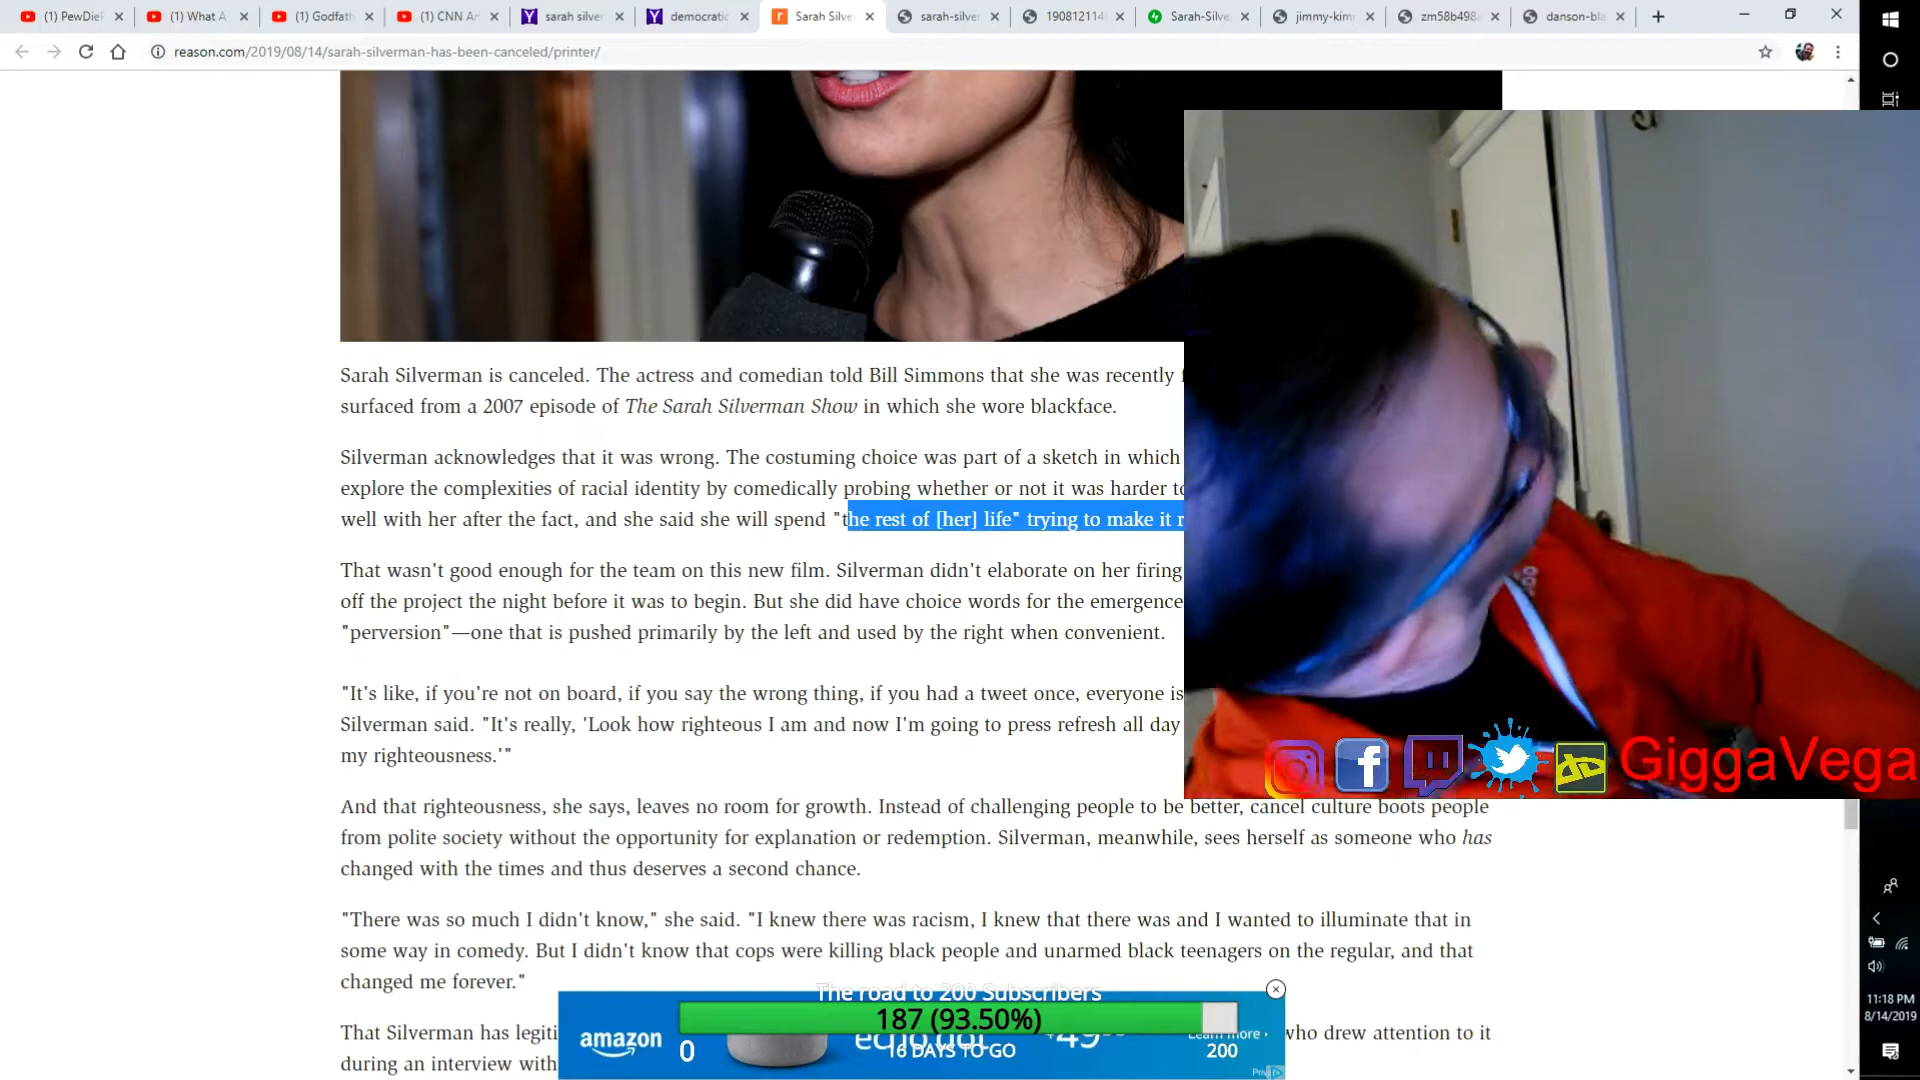 (1) PewDieP
(1) What A
(1) Godfath
(1) CNN An
sarah silver
democratic
Sarah Silve
sarah-silver
190812114
Sarah-Silve
jimmy-kimm
zm58b498
danson-bla
reason.com/2019/08/14/sarah-silverman-has-been-canceled/printer/
Sarah Silverman is canceled. The actress and comedian told Bill Simmons that she was recently
surfaced from a 2007 episode of The Sarah Silverman Show in which she wore blackface.
Silverman acknowledges that it was wrong. The costuming choice was part of a sketch in which
explore the complexities of racial identity by comedically probing whether or not it was harder to
well with her after the fact, and she said she will spend "the rest of [her] life" trying to make it r
That wasn't good enough for the team on this new film. Silverman didn't elaborate on her firing
off the project the night before it was to begin. But she did have choice words for the emergence
"perversion"—one that is pushed primarily by the left and used by the right when convenient.
"It's like, if you're not on board, if you say the wrong thing, if you had a tweet once, everyone is
Silverman said. "It's really, 'Look how righteous I am and now I'm going to press refresh all day
my righteousness.'"
GiggaVega
And that righteousness, she says, leaves no room for growth. Instead of challenging people to be better, cancel culture boots people
from polite society without the opportunity for explanation or redemption. Silverman, meanwhile, sees herself as someone who has
changed with the times and thus deserves a second chance.
"There was so much I didn't know," she said. "I knew there was racism, I knew that there was and I wanted to illuminate that in
some way in comedy. But I didn't know that cops were killing black people and unarmed black teenagers on the regular, and that
changed me forever."
The road to 200 Subscribers
187 (93.50%)
0
16 DAYS TO GO
200
amazon
echo dot
Learn more ›
That Silverman has legiti
who drew attention to it
during an interview with
11:18 PM
8/14/2019